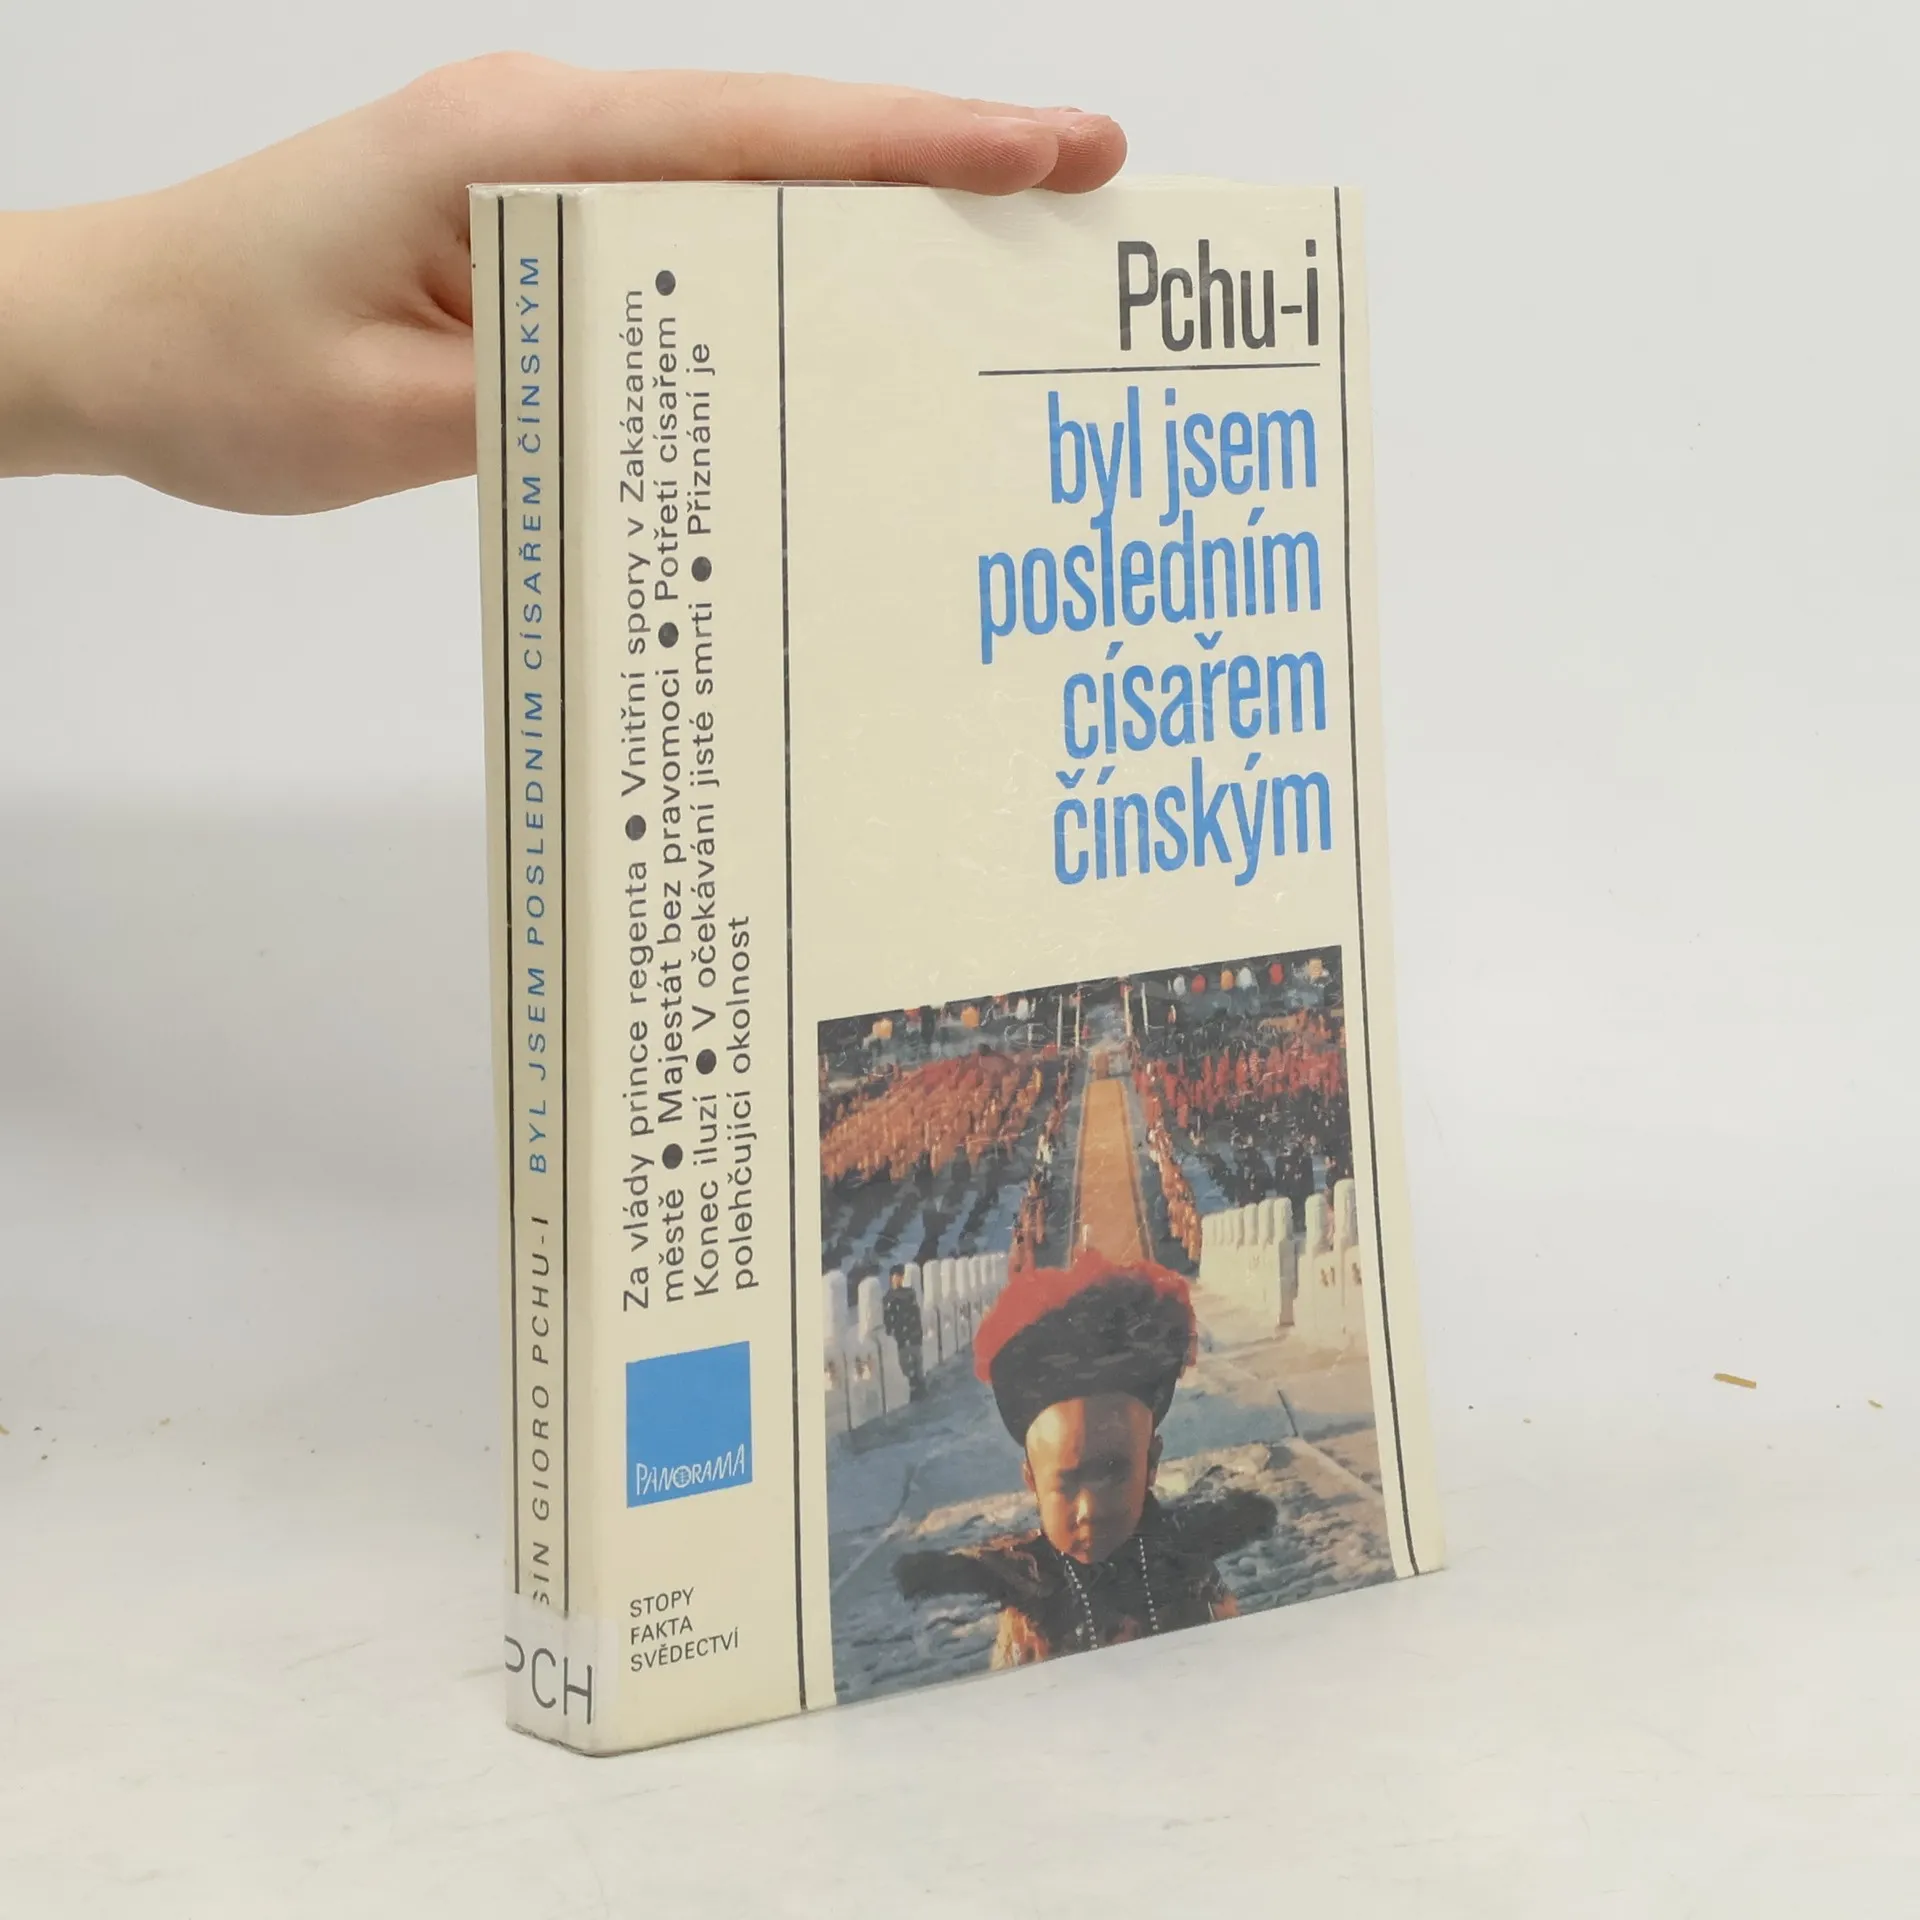 Pchu-i
byl jsem
posledním
císařem
čínským
Za vlády prince regenta ● Vnitřní spory v Zakázaném
městě ● Majestát bez pravomoci ● Potřetí císařem ●
Konec iluzí ● V očekávání jisté smrti ● Přiznání je
polehčující okolnost
PANORAMA
STOPY
FAKTA
SVĚDECTVÍ
SIN GIORO PCHU-I BYL JSEM POSLEDNÍM CÍSAŘEM ČÍNSKÝM
PCH